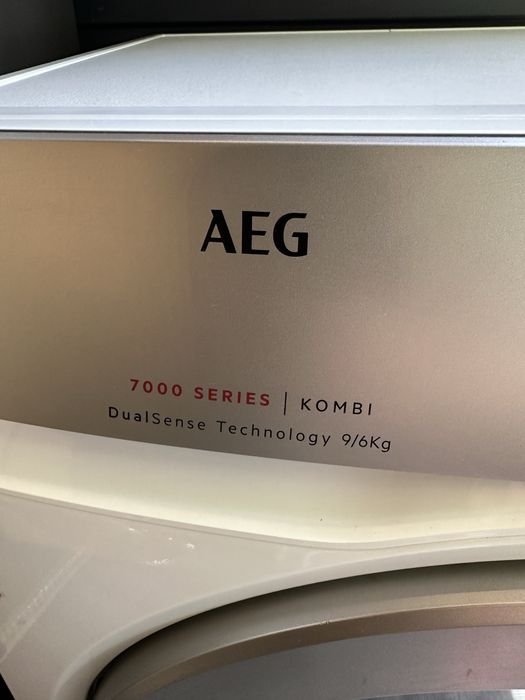 AEG
7000 SERIES | KOMBI
DualSense Technology 9/6Kg